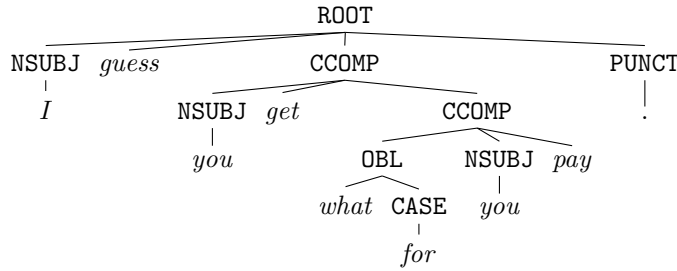 ROOT
NSUBJ guess CCOMP PUNCT
I NSUBJ get CCOMP .
you OBL NSUBJ pay
what CASE you
for